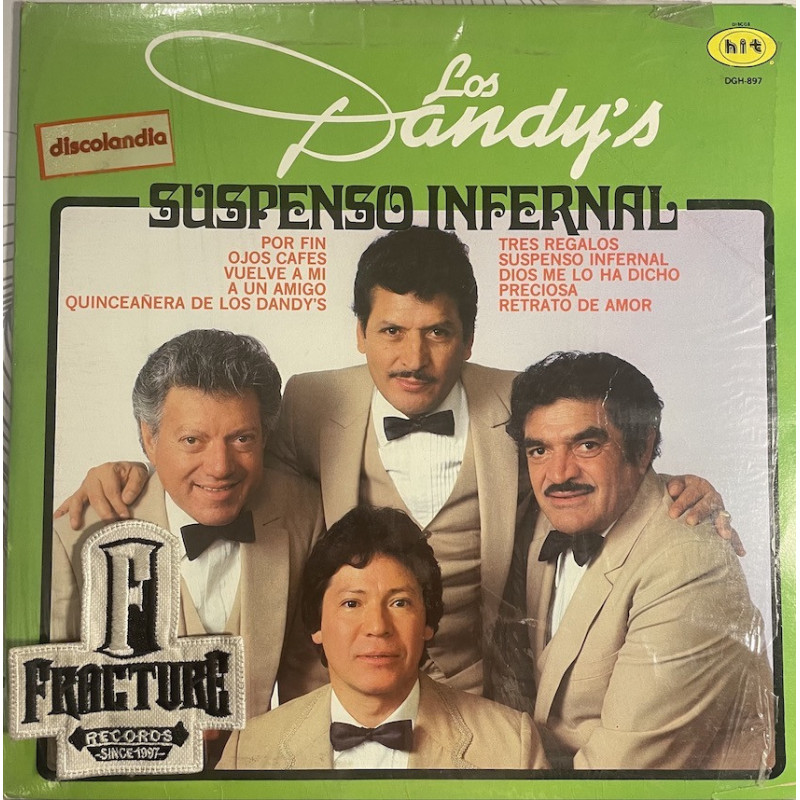 DISCOS
hit
DGH-897
Los
Dandy's
discolandia
SUSPENSO INFERNAL
POR FIN
OJOS CAFES
VUELVE A MI
A UN AMIGO
QUINCEAÑERA DE LOS DANDY'S
TRES REGALOS
SUSPENSO INFERNAL
DIOS ME LO HA DICHO
PRECIOSA
RETRATO DE AMOR
F
FRACTURE
RECORDS
-SINCE 1997-